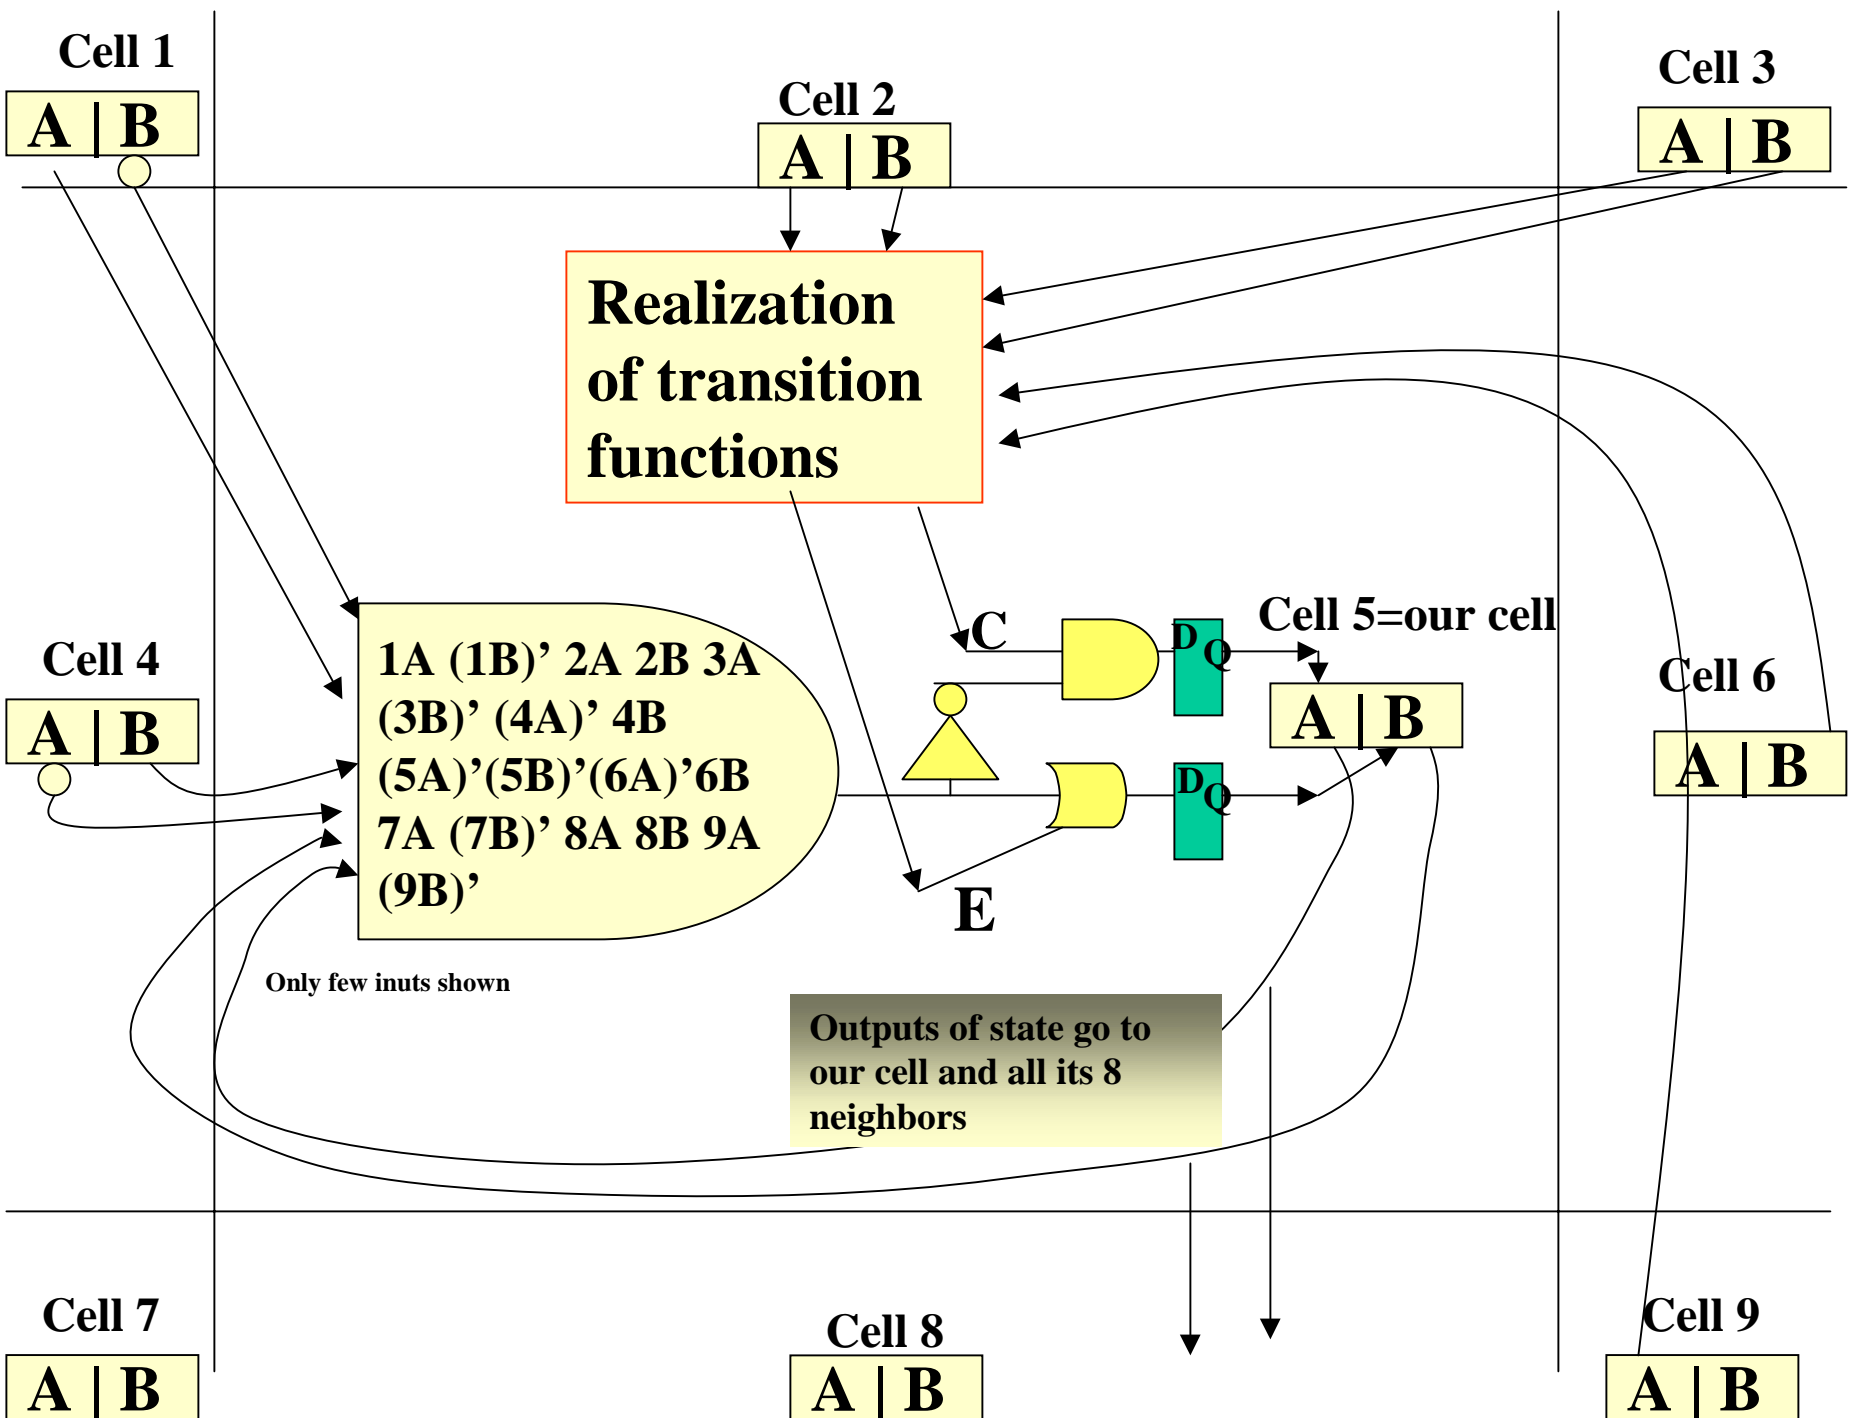 Cell 1
A | B
Cell 2
A | B
Cell 3
A | B
Realization
of transition
functions
Cell 4
A | B
1A (1B)’ 2A 2B 3A
(3B)’ (4A)’ 4B
(5A)’(5B)’(6A)’6B
7A (7B)’ 8A 8B 9A
(9B)’
Only few inuts shown
C
E
D
Q
D
Q
Cell 5=our cell
A | B
Cell 6
A | B
Outputs of state go to
our cell and all its 8
neighbors
Cell 7
A | B
Cell 8
A | B
Cell 9
A | B